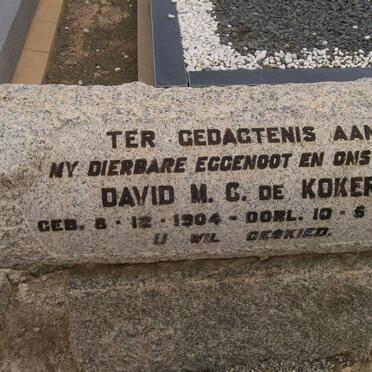 TER GEDAGTENIS AAN
MY DIERBARE EGGENOOT EN ONS
DAVID M. C. DE KOKER
GEB. 8 - 12 - 1904 - OORL. 10 - 5
U WIL GESKIED.